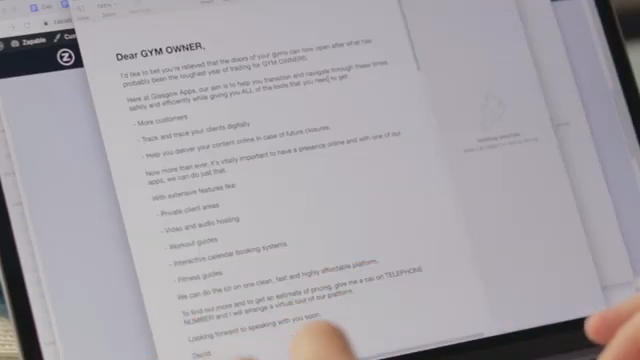 Zapable
Dear GYM OWNER,
I'd like to bet you're relieved that the doors of your gyms can now open after what has
probably been the toughest year of trading for GYM OWNERS.
Here at Glasgow Apps, our aim is to help you transition and navigate through these times
safely and efficiently while giving you ALL of the tools that you need to get.
- More customers
- Track and trace your clients digitally
- Help you deliver your content online in case of future closures.
Now more than ever, it's vitally important to have a presence online and with one of our
apps, we can do just that.
With extensive features like
- Private client areas
- Video and audio hosting
- Workout guides
- Interactive calendar booking systems
- Fitness guides
We can do the lot on one clean, fast and highly affordable platform.
To find out more and to get an estimate of pricing, give me a call on TELEPHONE
NUMBER and I will arrange a virtual tour of our platform.
Looking forward to speaking with you soon.
David